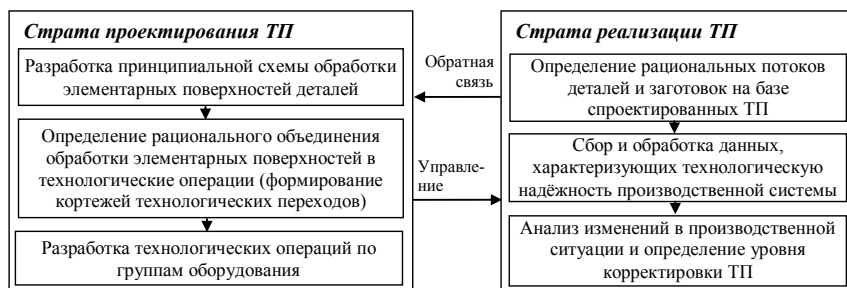 Страта проектирования ТП
Разработка принципиальной схемы обработки
элементарных поверхностей деталей
Определение рационального объединения
обработки элементарных поверхностей в
технологические операции (формирование
кортежей технологических переходов)
Разработка технологических операций по
группам оборудования
Обратная
связь
Управле-
ние
Страта реализации ТП
Определение рациональных потоков
деталей и заготовок на базе
спроектированных ТП
Сбор и обработка данных,
характеризующих технологическую
надёжность производственной системы
Анализ изменений в производственной
ситуации и определение уровня
корректировки ТП